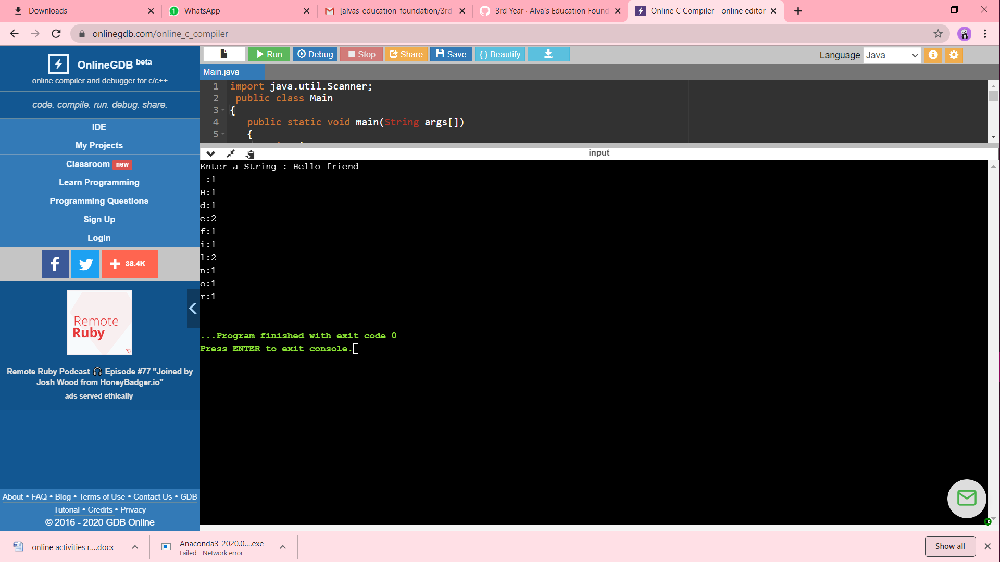 Downloads
WhatsApp
[alvas-education-foundation/3rd-
3rd Year · Alva's Education Found
Online C Compiler - online editor
onlinegdb.com/online_c_compiler
OnlineGDB beta
online compiler and debugger for c/c++
code. compile. run. debug. share.
IDE
My Projects
Classroom new
Learn Programming
Programming Questions
Sign Up
Login
38.4K
Remote
Ruby
Remote Ruby Podcast 🎧 Episode #77 "Joined by
Josh Wood from HoneyBadger.io"
ads served ethically
About • FAQ • Blog • Terms of Use • Contact Us • GDB
Tutorial • Credits • Privacy
© 2016 - 2020 GDB Online
Run Debug Stop Share Save { } Beautify
Language Java
Main.java
1 import java.util.Scanner;
2 public class Main
3 {
4 public static void main(String args[])
5 {
input
Enter a String : Hello friend
 :1
H:1
d:1
e:2
f:1
i:1
l:2
n:1
o:1
r:1
...Program finished with exit code 0
Press ENTER to exit console.
online activities r....docx
Anaconda3-2020.0....exe
Failed - Network error
Show all